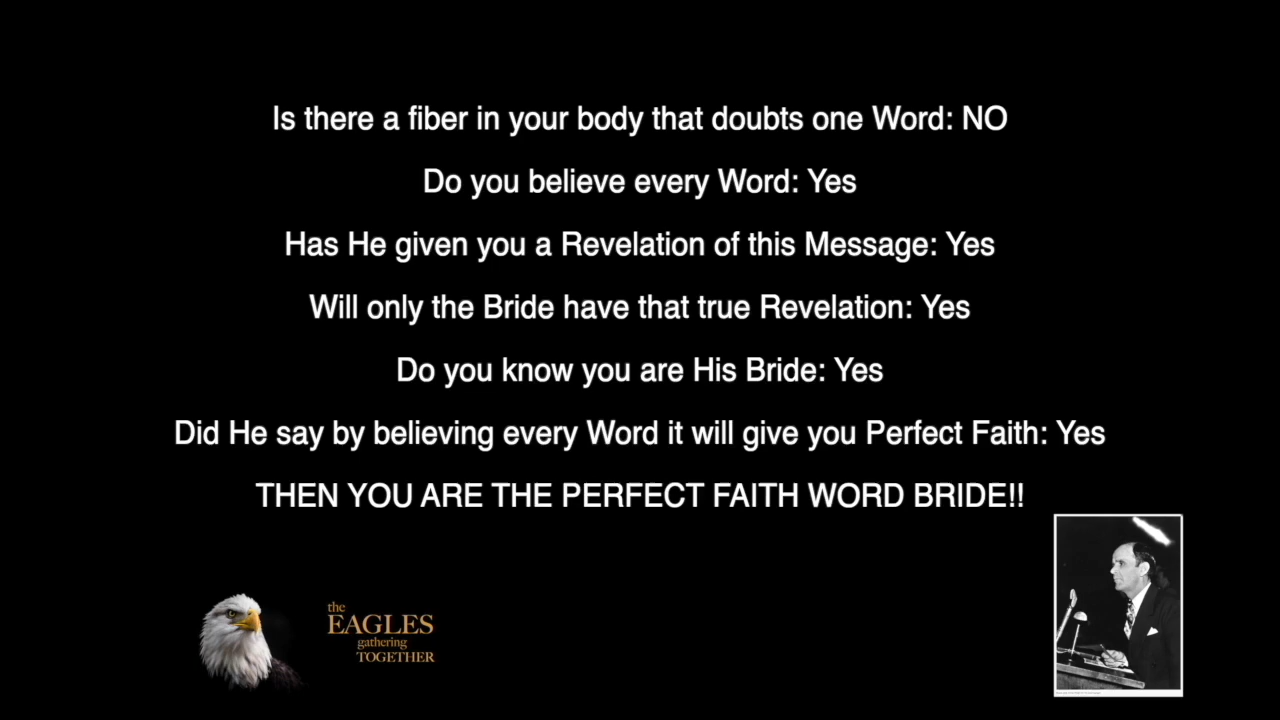 Is there a fiber in your body that doubts one Word: NO
Do you believe every Word: Yes
Has He given you a Revelation of this Message: Yes
Will only the Bride have that true Revelation: Yes
Do you know you are His Bride: Yes
Did He say by believing every Word it will give you Perfect Faith: Yes
THEN YOU ARE THE PERFECT FAITH WORD BRIDE!!
the
EAGLES
gathering
TOGETHER